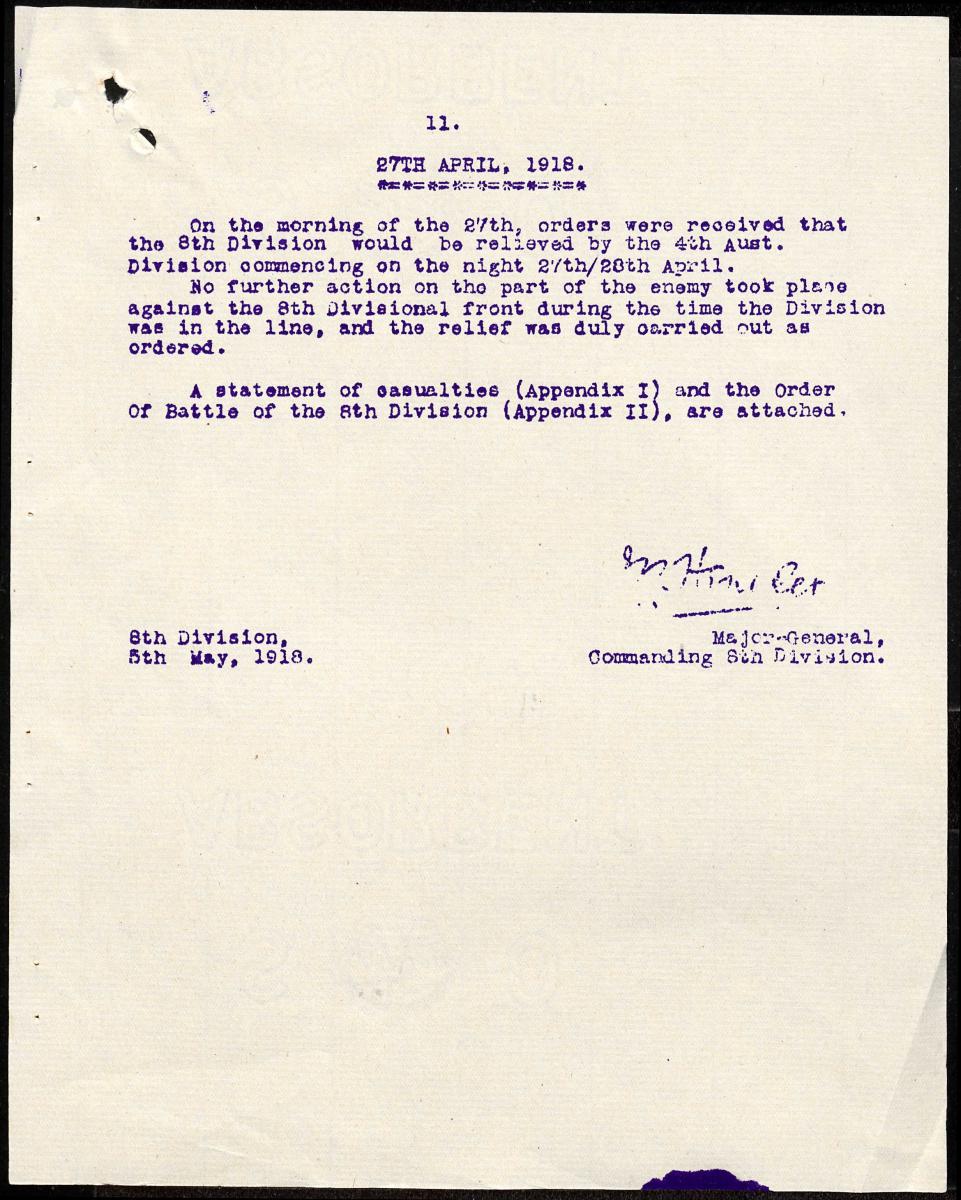 11.
27TH APRIL, 1918.
*=*=*=*=*=*=*=*=*
On the morning of the 27th, orders were received that
the 8th Division would be relieved by the 4th Aust.
Division commencing on the night 27th/28th April.
No further action on the part of the enemy took place
against the 8th Divisional front during the time the Division
was in the line, and the relief was duly carried out as
ordered.
A statement of casualties (Appendix I) and the Order
Of Battle of the 8th Division (Appendix II), are attached.
8th Division,
5th May, 1918.
Major-General,
Commanding 8th Division.